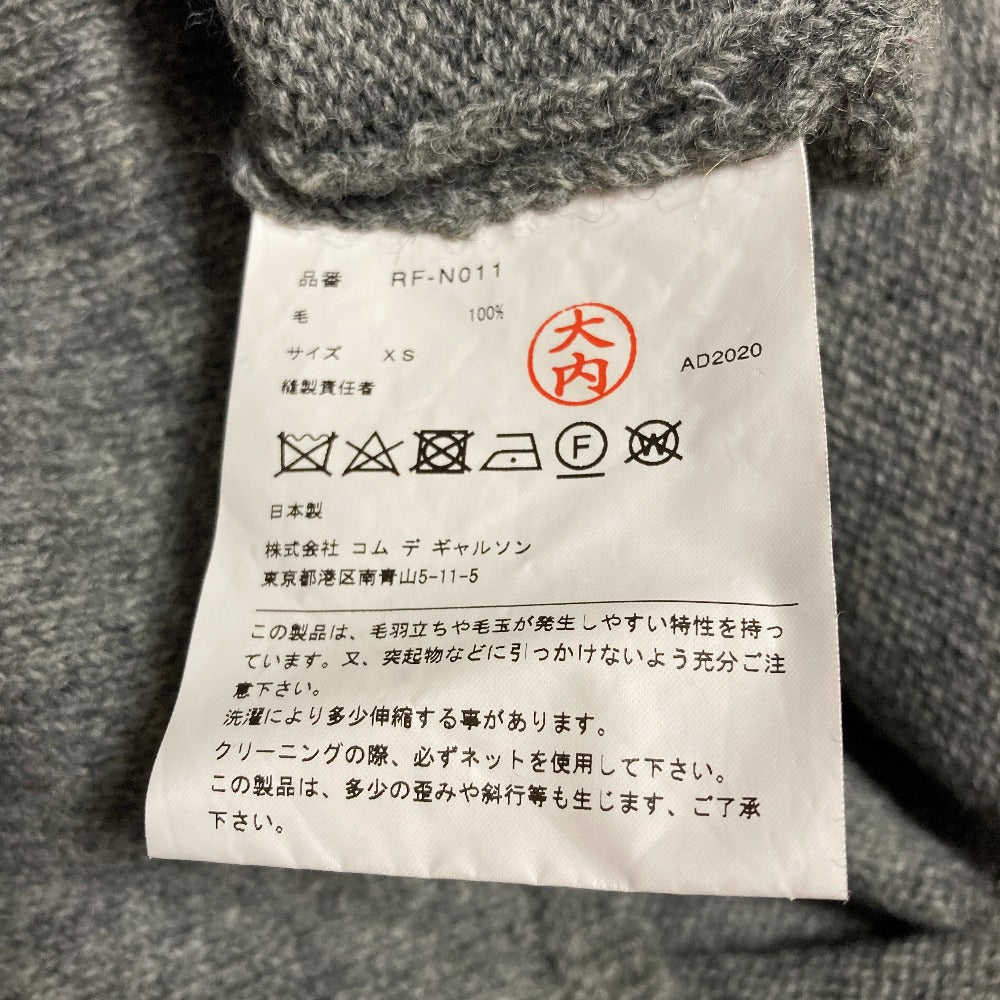 品番 RF-N011
毛 100%
サイズ XS
大内
AD2020
縫製責任者
F W
日本製
株式会社 コム デ ギャルソン
東京都港区南青山5-11-5
この製品は、毛羽立ちや毛玉が発生しやすい特性を持っ
ています。又、突起物などに引っかけないよう充分ご注
意下さい。
洗濯により多少伸縮する事があります。
クリーニングの際、必ずネットを使用して下さい。
この製品は、多少の歪みや斜行等も生じます、ご了承
下さい。